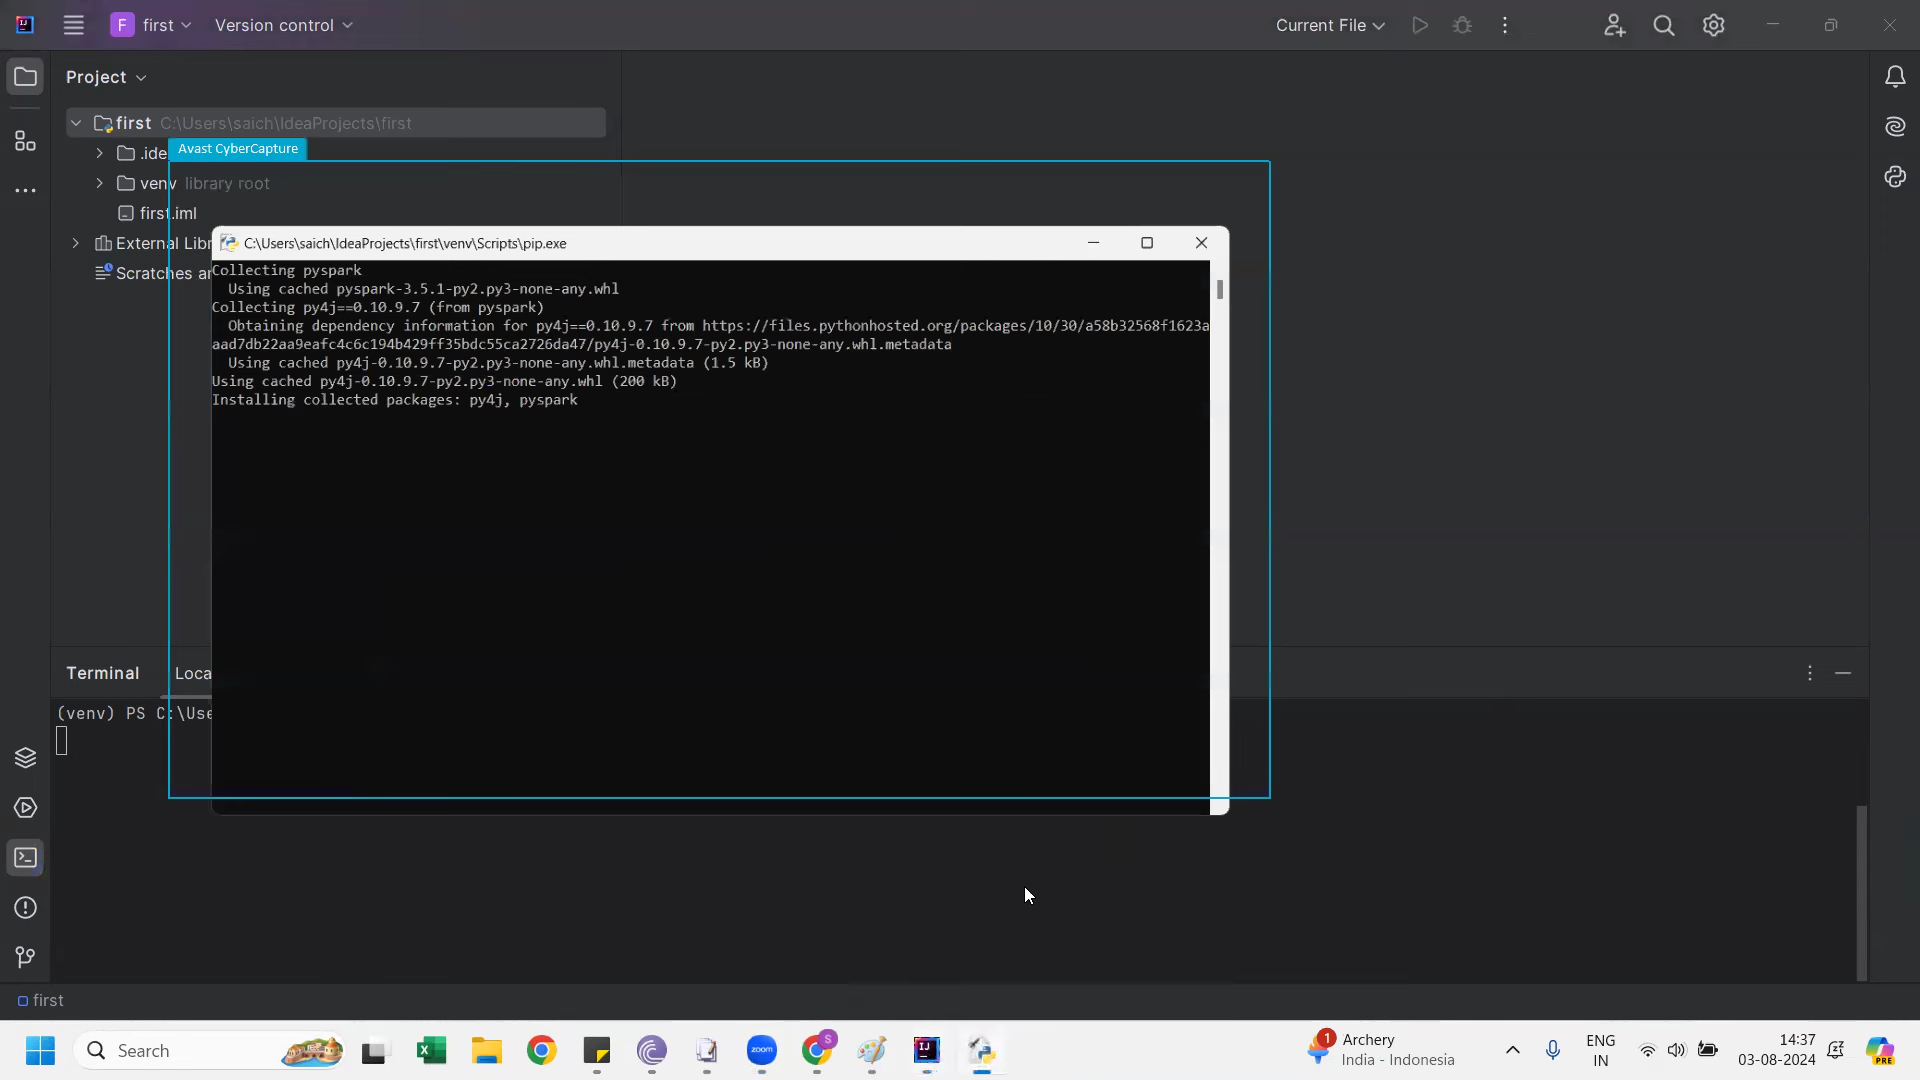 F first Version control Current File
Project
first C:\Users\saich\IdeaProjects\first
.ide
Avast CyberCapture
venv library root
first.iml
External Libr
Scratches ar
C:\Users\saich\IdeaProjects\first\venv\Scripts\pip.exe
Collecting pyspark
Using cached pyspark-3.5.1-py2.py3-none-any.whl
Collecting py4j==0.10.9.7 (from pyspark)
Obtaining dependency information for py4j==0.10.9.7 from https://files.pythonhosted.org/packages/10/30/a58b32568f1623a
aad7db22aa9eafc4c6c194b429ff35bdc55ca2726da47/py4j-0.10.9.7-py2.py3-none-any.whl.metadata
Using cached py4j-0.10.9.7-py2.py3-none-any.whl.metadata (1.5 kB)
Using cached py4j-0.10.9.7-py2.py3-none-any.whl (200 kB)
Installing collected packages: py4j, pyspark
Terminal Loca
(venv) PS C:\Use
first
Search
zoom
S
IJ
1
Archery
India - Indonesia
ENG
IN
14:37
03-08-2024
PRE